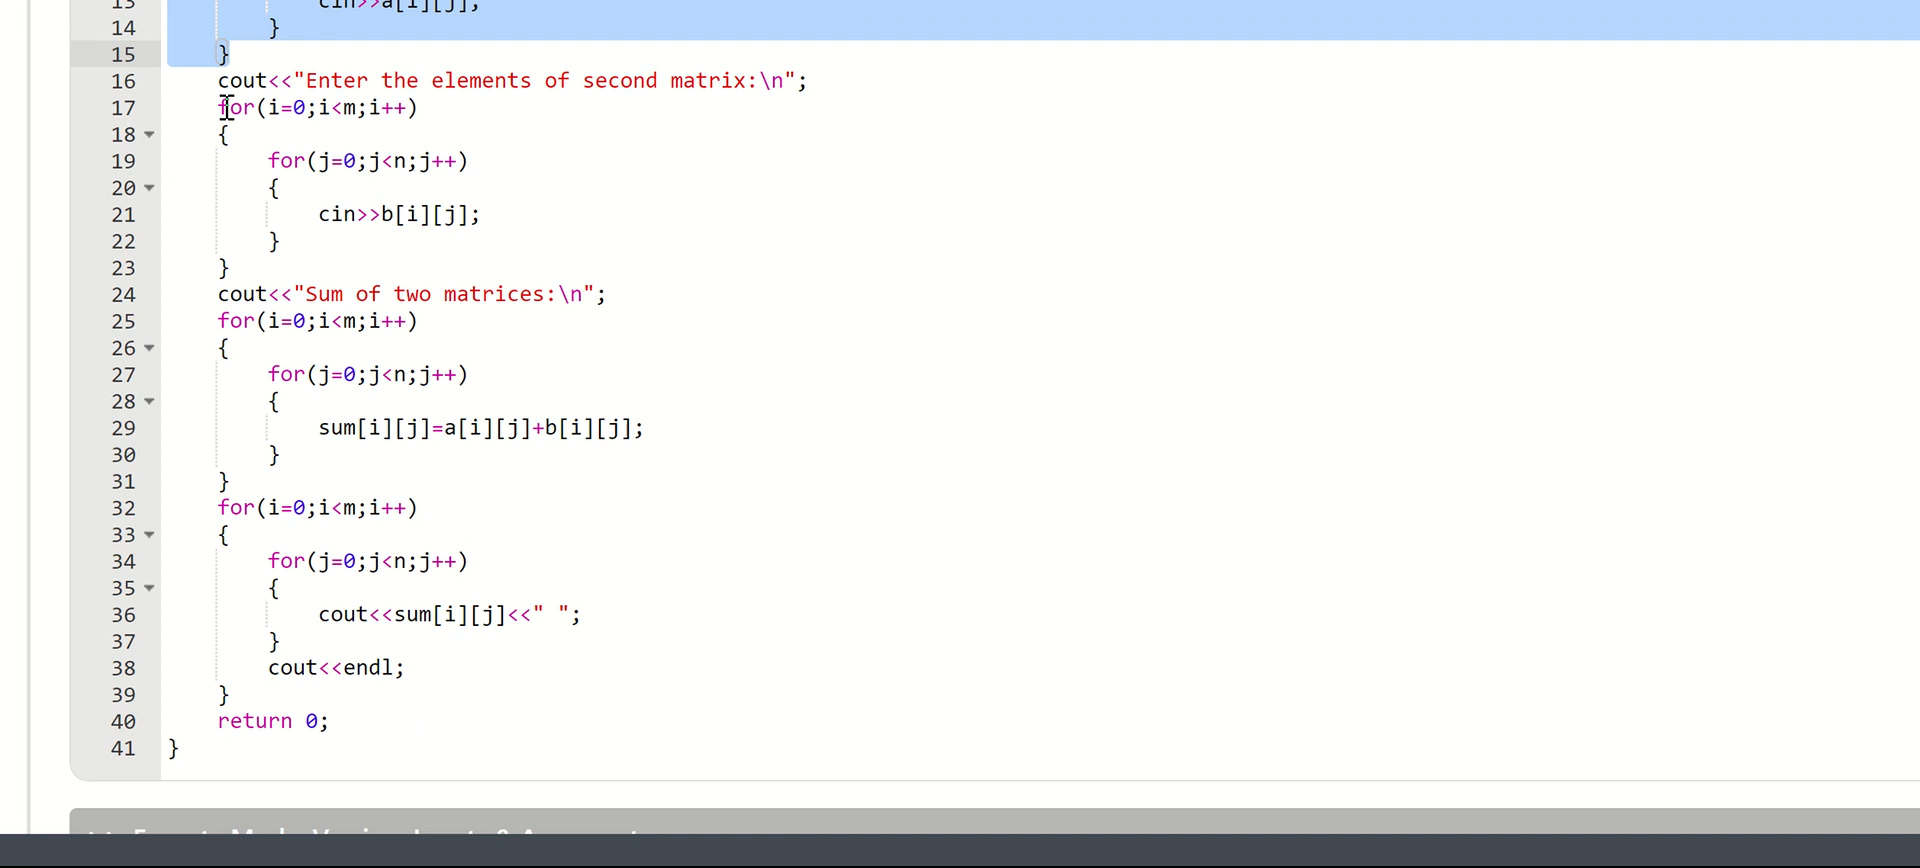 13 cin>>a[i][j];
14 }
15 }
16 cout<<"Enter the elements of second matrix:\n";
17 for(i=0;i<m;i++)
18 {
19 for(j=0;j<n;j++)
20 {
21 cin>>b[i][j];
22 }
23 }
24 cout<<"Sum of two matrices:\n";
25 for(i=0;i<m;i++)
26 {
27 for(j=0;j<n;j++)
28 {
29 sum[i][j]=a[i][j]+b[i][j];
30 }
31 }
32 for(i=0;i<m;i++)
33 {
34 for(j=0;j<n;j++)
35 {
36 cout<<sum[i][j]<<" ";
37 }
38 cout<<endl;
39 }
40 return 0;
41 }